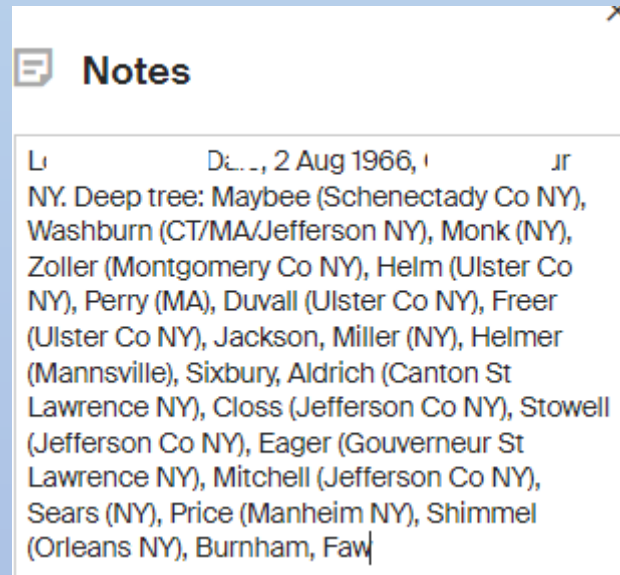 Notes
2 Aug 1966,
NY. Deep tree: Maybee (Schenectady Co NY),
Washburn (CT/MA/Jefferson NY), Monk (NY),
Zoller (Montgomery Co NY), Helm (Ulster Co
NY), Perry (MA), Duvall (Ulster Co NY), Freer
(Ulster Co NY), Jackson, Miller (NY), Helmer
(Mannsville), Sixbury, Aldrich (Canton St
Lawrence NY), Closs (Jefferson Co NY), Stowell
(Jefferson Co NY), Eager (Gouverneur St
Lawrence NY), Mitchell (Jefferson Co NY),
Sears (NY), Price (Manheim NY), Shimmel
(Orleans NY), Burnham, Faw